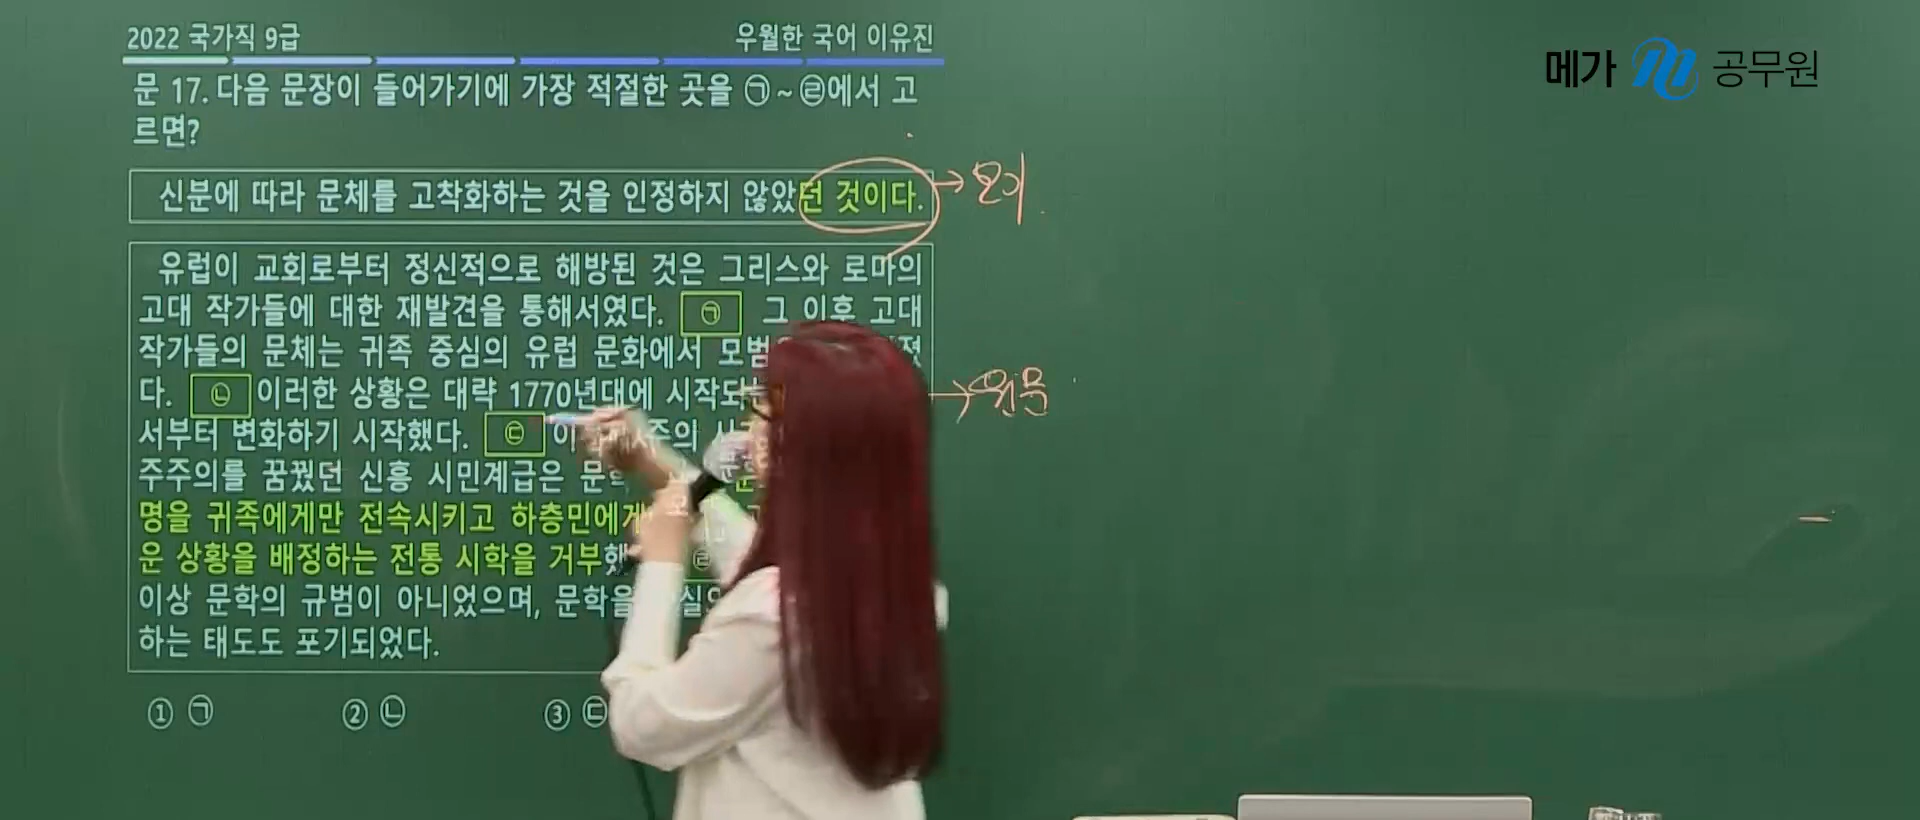 2022 국가직 9급
우월한 국어 이유진
메가 공무원
문 17. 다음 문장이 들어가기에 가장 적절한 곳을 ㉠~㉣에서 고
르면?
신분에 따라 문체를 고착화하는 것을 인정하지 않았던 것이다.
유럽이 교회로부터 정신적으로 해방된 것은 그리스와 로마의
고대 작가들에 대한 재발견을 통해서였다. ㉠ 그 이후 고대
작가들의 문체는 귀족 중심의 유럽 문화에서
다. ㉡ 이러한 상황은 대략 1770년대에
서부터 변화하기 시작했다. ㉢
주주의를 꿈꿨던 신흥 시민계급은
명을 귀족에게만 전속시키고 하층민에게
운 상황을 배정하는 전통 시학을 거부했 ㉣
이상 문학의 규범이 아니었으며, 문학을
하는 태도도 포기되었다.
① ㉠ ② ㉡ ③ ㉢